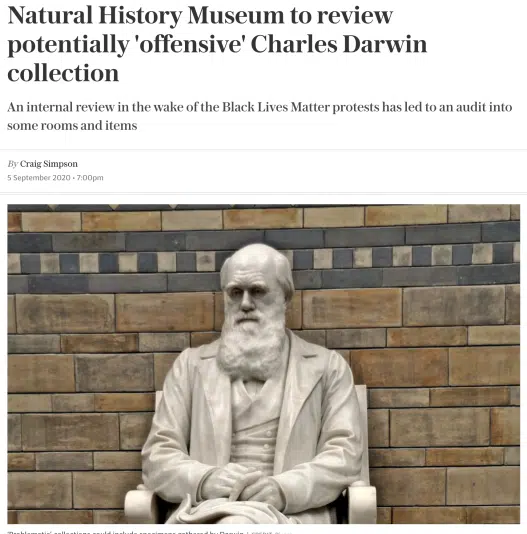 Natural History Museum to review
potentially 'offensive' Charles Darwin
collection
An internal review in the wake of the Black Lives Matter protests has led to an audit into
some rooms and items
By Craig Simpson
5 September 2020 • 7:00pm
'Problematic' collections could include specimens gathered by Darwin